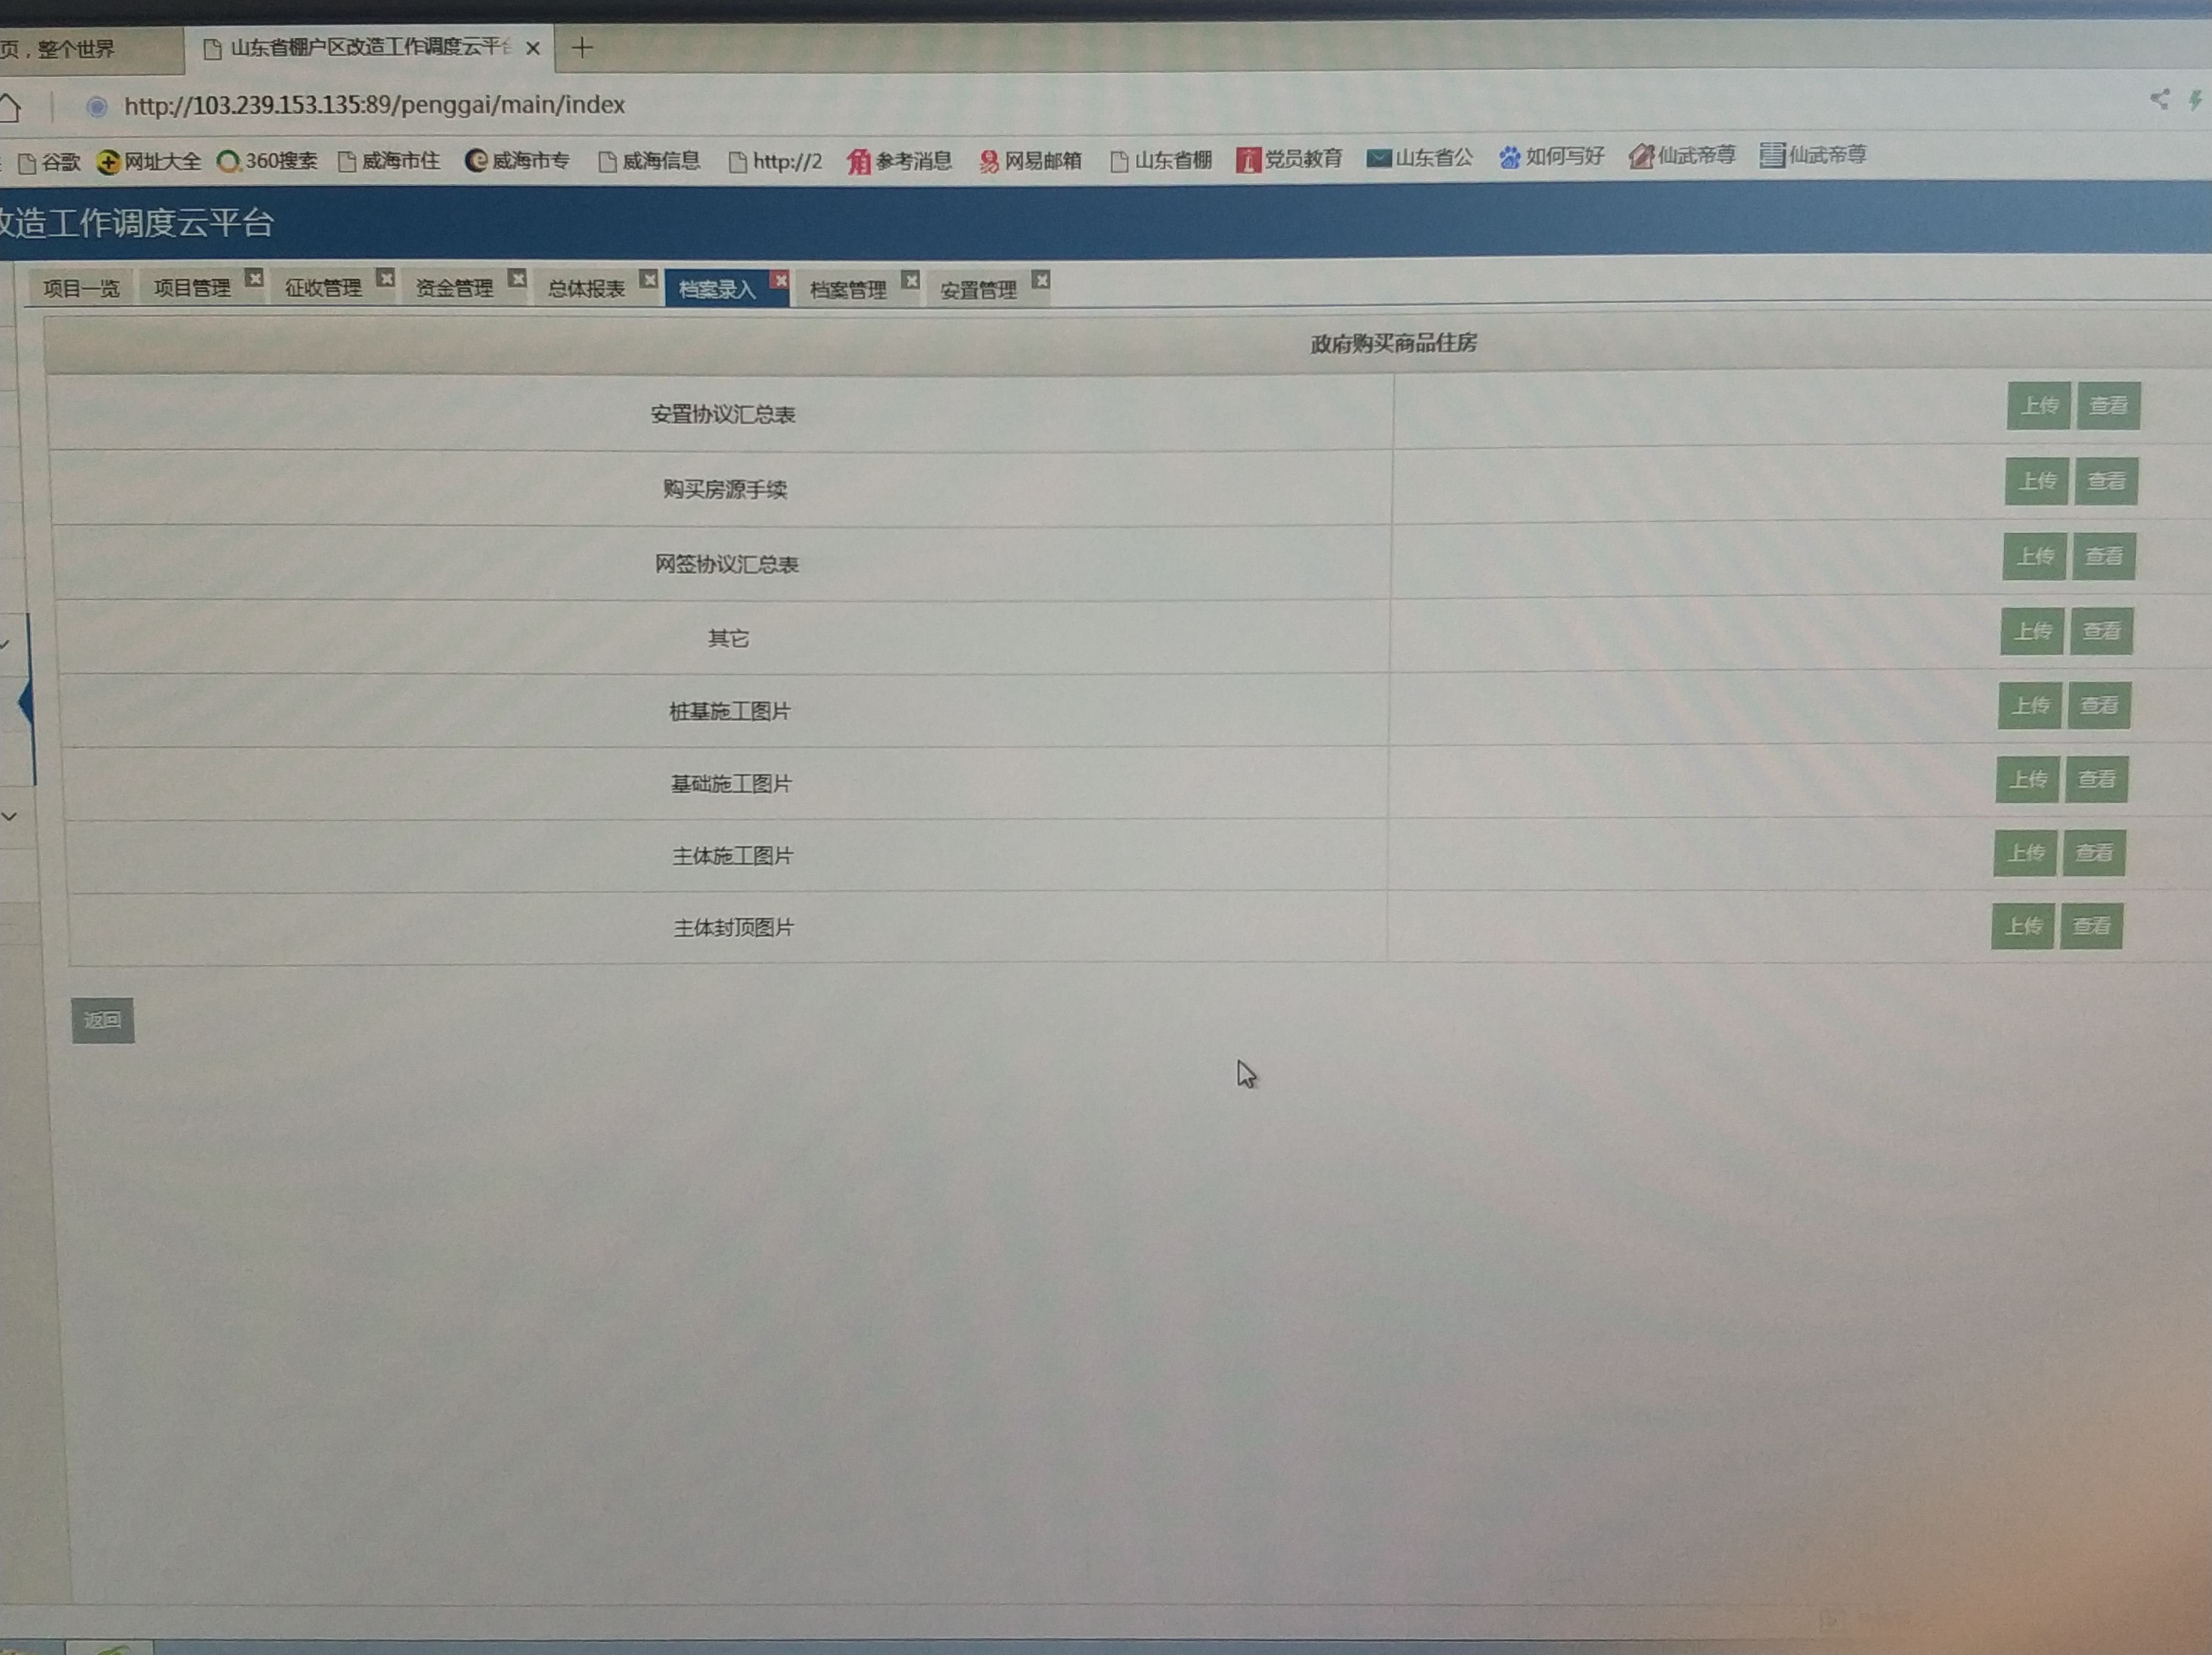 页，整个世界 山东省棚户区改造工作调度云平
http://103.239.153.135:89/penggai/main/index
谷歌 网址大全 360搜索 威海市住 威海市专 威海信息 http://2 参考消息 网易邮箱 山东省棚 党员教育 山东省公 如何写好 仙武帝尊 仙武帝尊
改造工作调度云平台
项目一览 项目管理 征收管理 资金管理 总体报表 档案录入 档案管理 安置管理
政府购买商品住房
安置协议汇总表 上传 查看
购买房源手续 上传 查看
网签协议汇总表 上传 查看
其它 上传 查看
桩基施工图片 上传 查看
基础施工图片 上传 查看
主体施工图片 上传 查看
主体封顶图片 上传 查看
返回